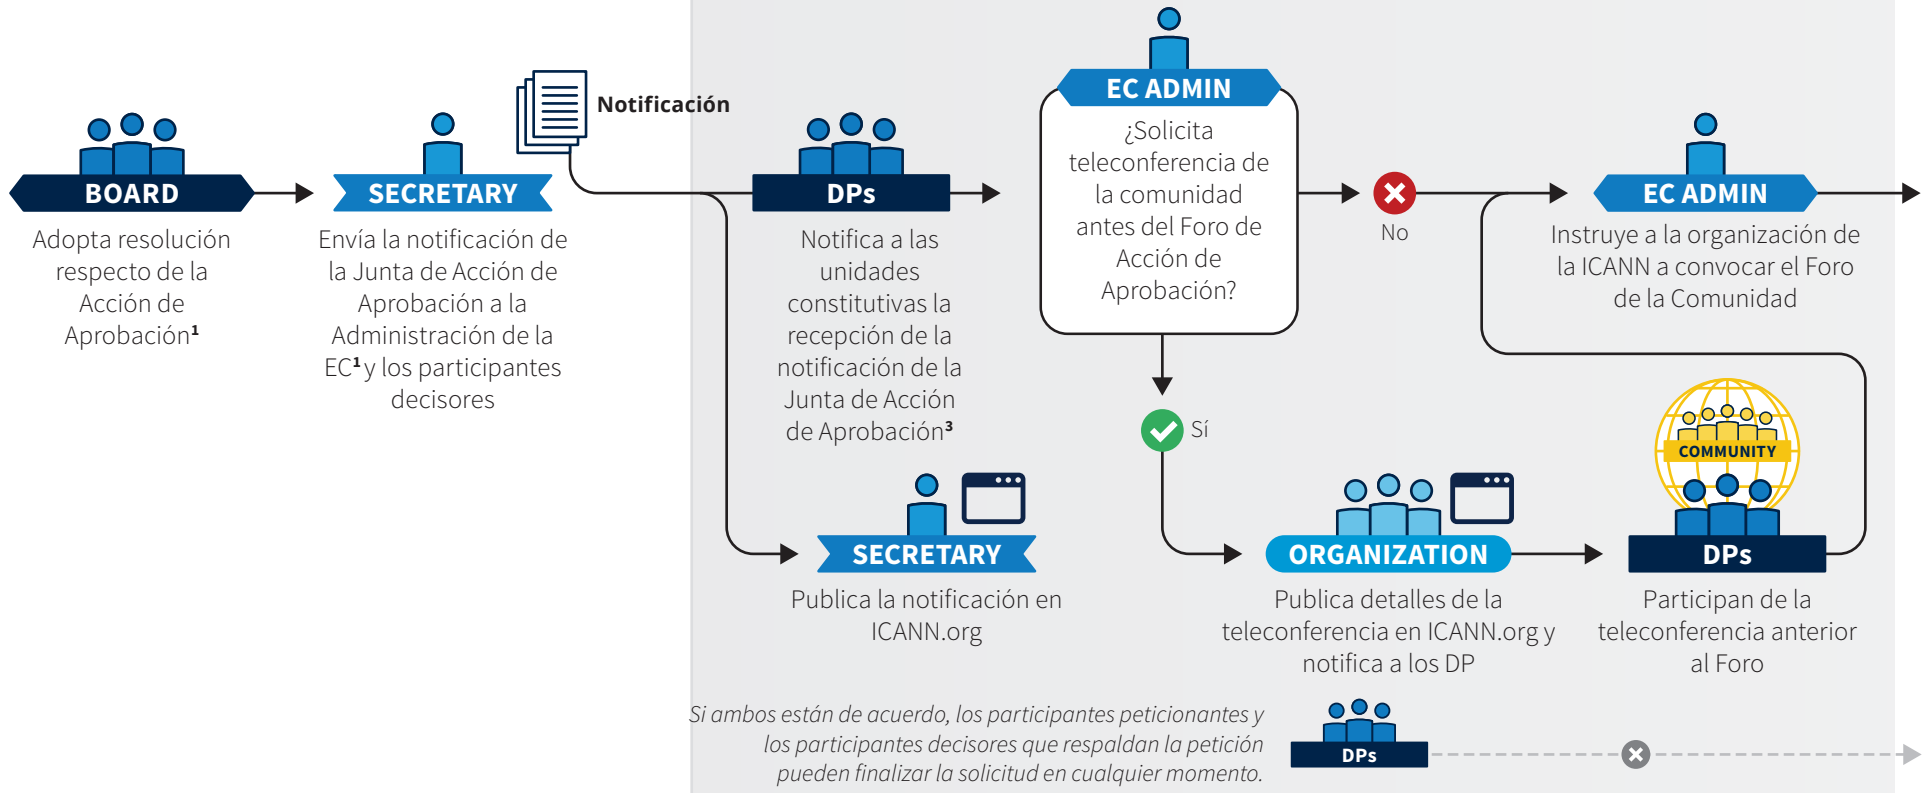 BOARD
Adopta resolución
respecto de la
Acción de
Aprobación1
SECRETARY
Envía la notificación de
la Junta de Acción de
Aprobación a la
Administración de la
EC1 y los participantes
decisores
Notificación
DPs
Notifica a las
unidades
constitutivas la
recepción de la
notificación de la
Junta de Acción
de Aprobación3
SECRETARY
Publica la notificación en
ICANN.org
EC ADMIN
¿Solicita
teleconferencia de
la comunidad
antes del Foro de
Acción de
Aprobación?
No
Sí
EC ADMIN
Instruye a la organización de
la ICANN a convocar el Foro
de la Comunidad
ORGANIZATION
Publica detalles de la
teleconferencia en ICANN.org y
notifica a los DP
COMMUNITY
DPs
Participan de la
teleconferencia anterior
al Foro
Si ambos están de acuerdo, los participantes peticionantes y
los participantes decisores que respaldan la petición
pueden finalizar la solicitud en cualquier momento.
DPs